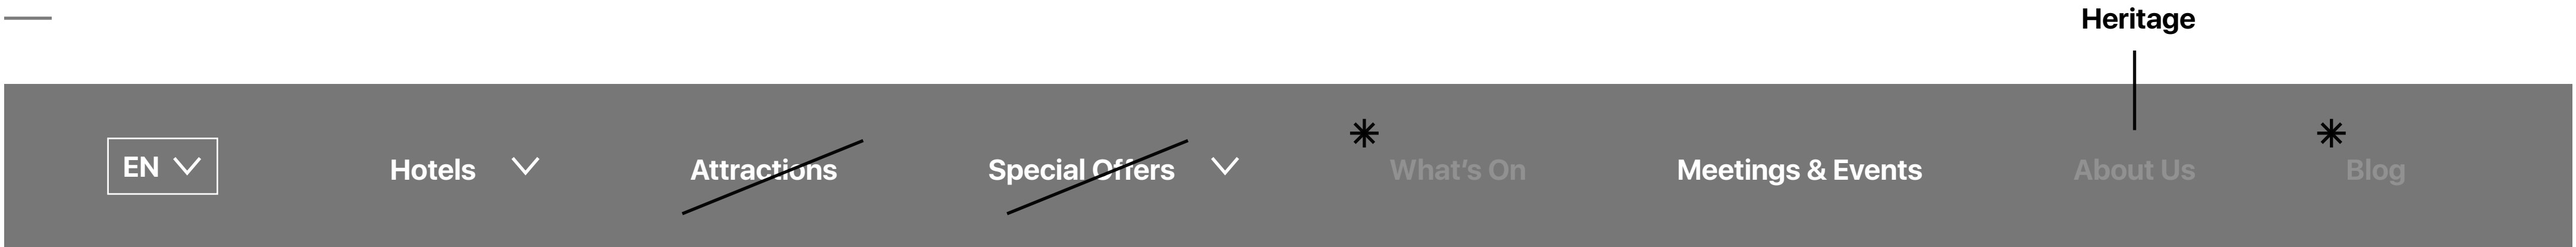 Heritage
EN Hotels Attractions Special Offers What's On Meetings & Events About Us Blog